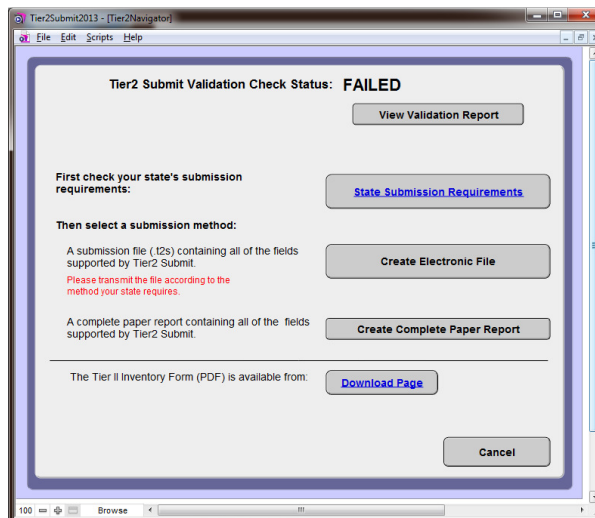 Tier2Submit2013 - [Tier2Navigator]
File Edit Scripts Help
Tier2 Submit Validation Check Status: FAILED
View Validation Report
First check your state's submission
requirements:
State Submission Requirements
Then select a submission method:
A submission file (.t2s) containing all of the fields
supported by Tier2 Submit.
Create Electronic File
Please transmit the file according to the
method your state requires.
A complete paper report containing all of the fields
supported by Tier2 Submit.
Create Complete Paper Report
The Tier II Inventory Form (PDF) is available from:
Download Page
Cancel
100 Browse